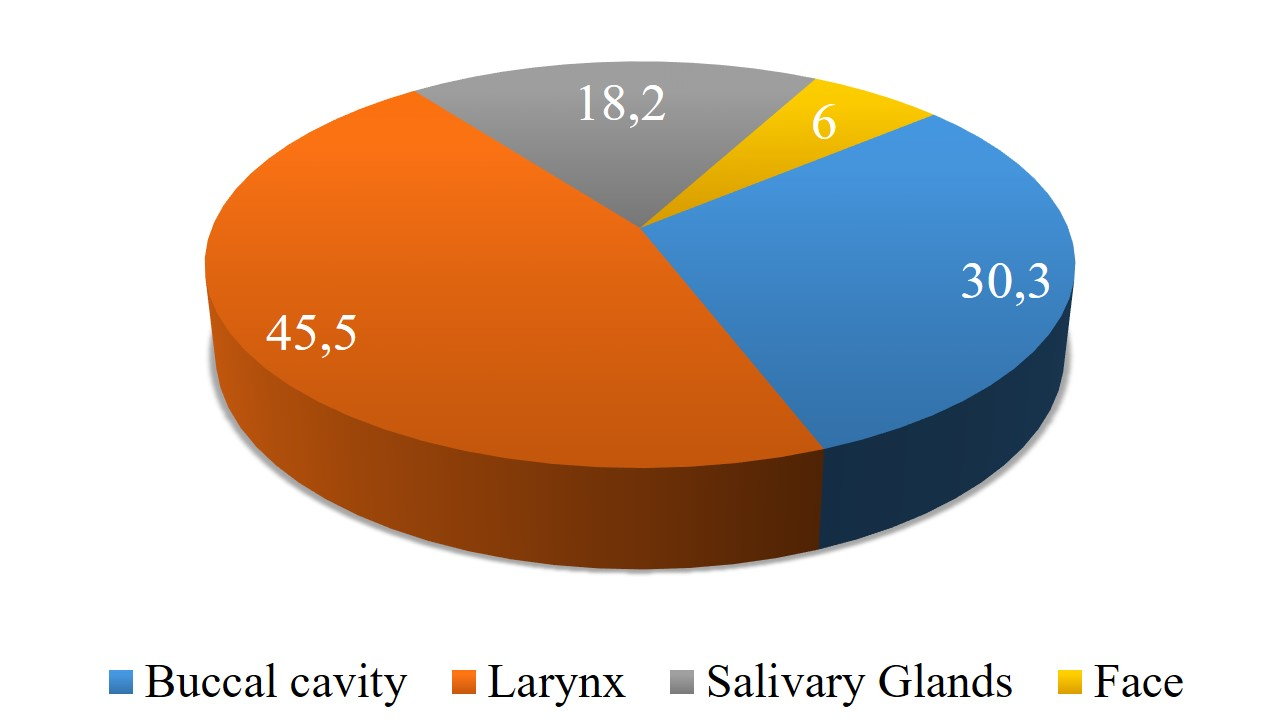 18,2
6
30,3
45,5
Buccal cavity
Larynx
Salivary Glands
Face